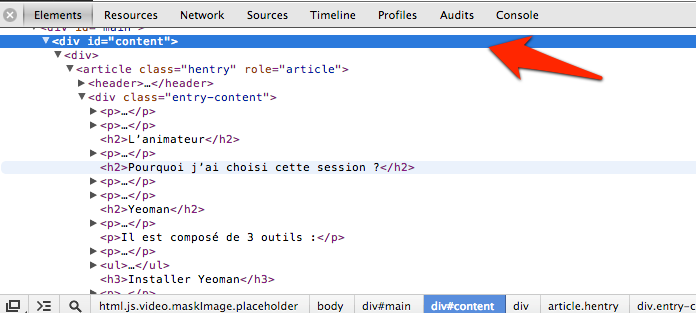 Elements Resources Network Sources Timeline Profiles Audits Console
<div id="main">
<div id="content">
<div>
<article class="hentry" role="article">
<header>…</header>
<div class="entry-content">
<p>…</p>
<h2>L’animateur</h2>
<p>…</p>
<h2>Pourquoi j’ai choisi cette session ?</h2>
<p>…</p>
<p>…</p>
<h2>Yeoman</h2>
<p>…</p>
<p>Il est composé de 3 outils :</p>
<p>…</p>
<ul>…</ul>
<h3>Installer Yeoman</h3>
html.js.video.maskImage.placeholder body div#main div#content div article.hentry div.entry-c